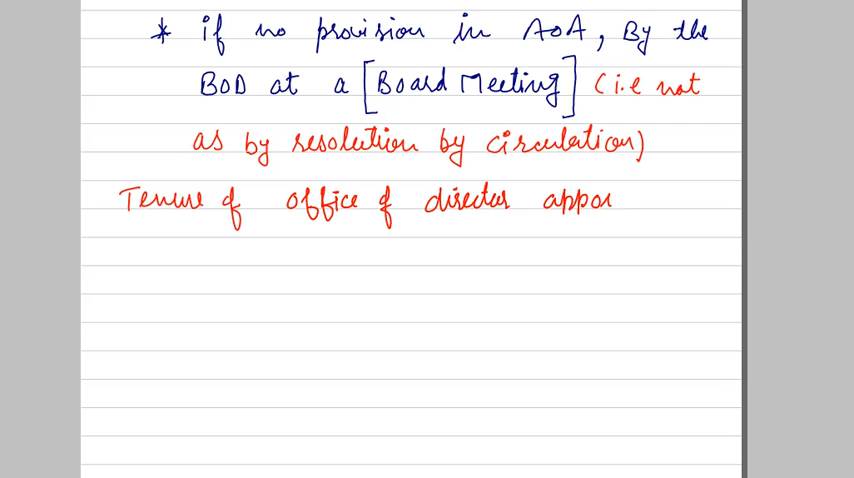 * if no provision in AOA, By the
BOD at a [Board Meeting] (i.e not
as by resolution by circulation)
Tenure of office of director appoi